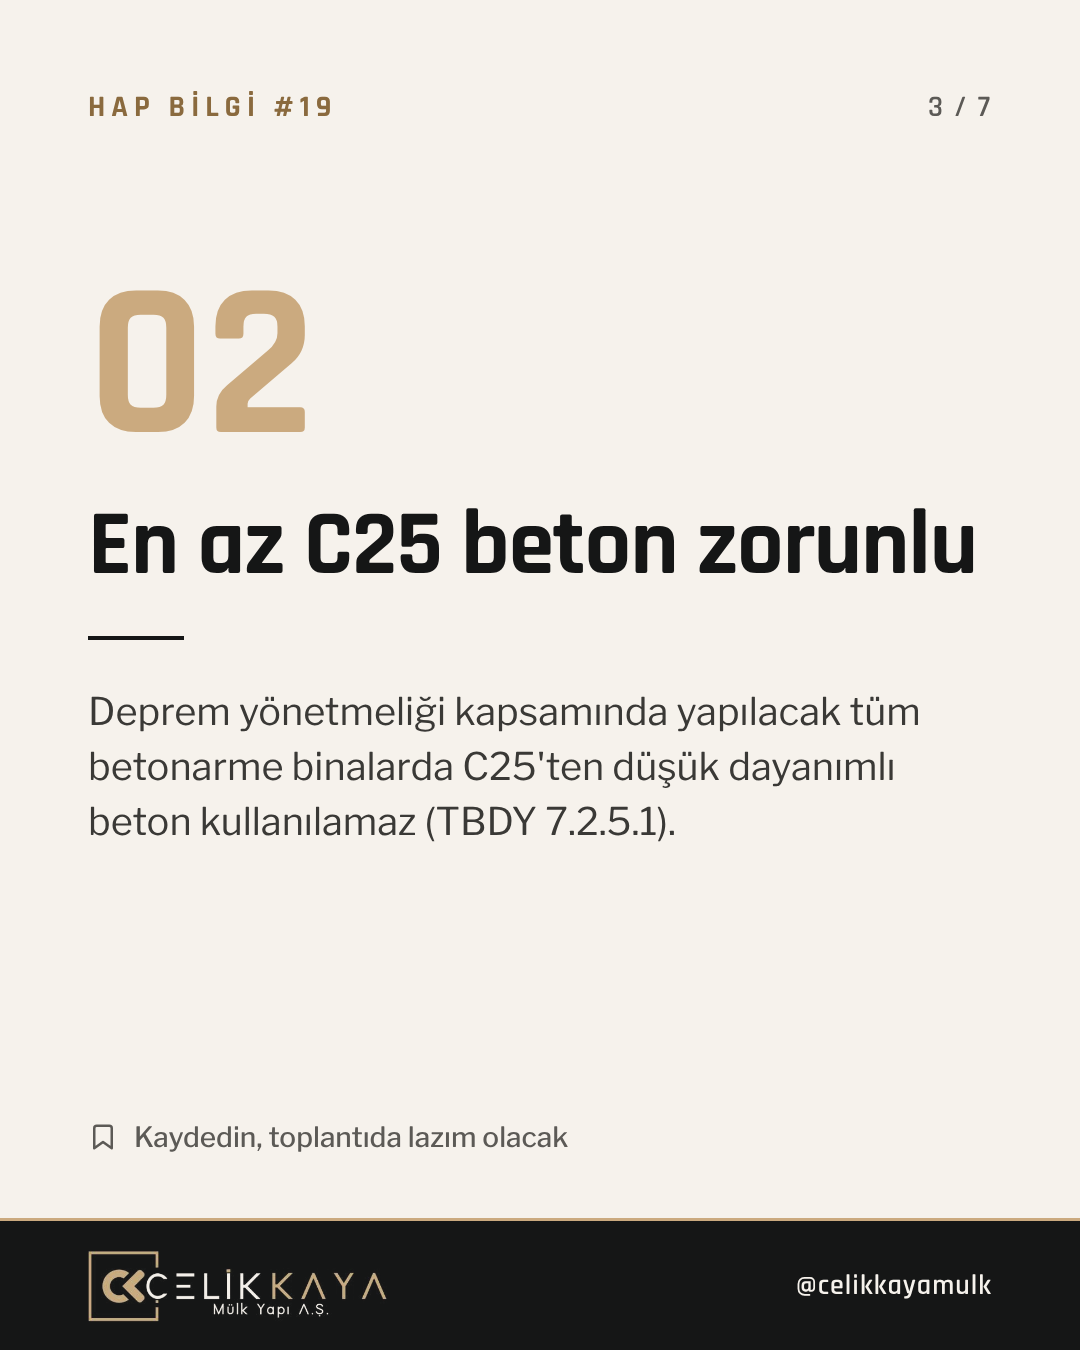 HAP BİLGİ #19
3 / 7
02
En az C25 beton zorunlu
Deprem yönetmeliği kapsamında yapılacak tüm
betonarme binalarda C25'ten düşük dayanımlı
beton kullanılamaz (TBDY 7.2.5.1).
Kaydedin, toplantıda lazım olacak
ÇELİKKAYA
Mülk Yapı A.Ş.
@celikkayamulk